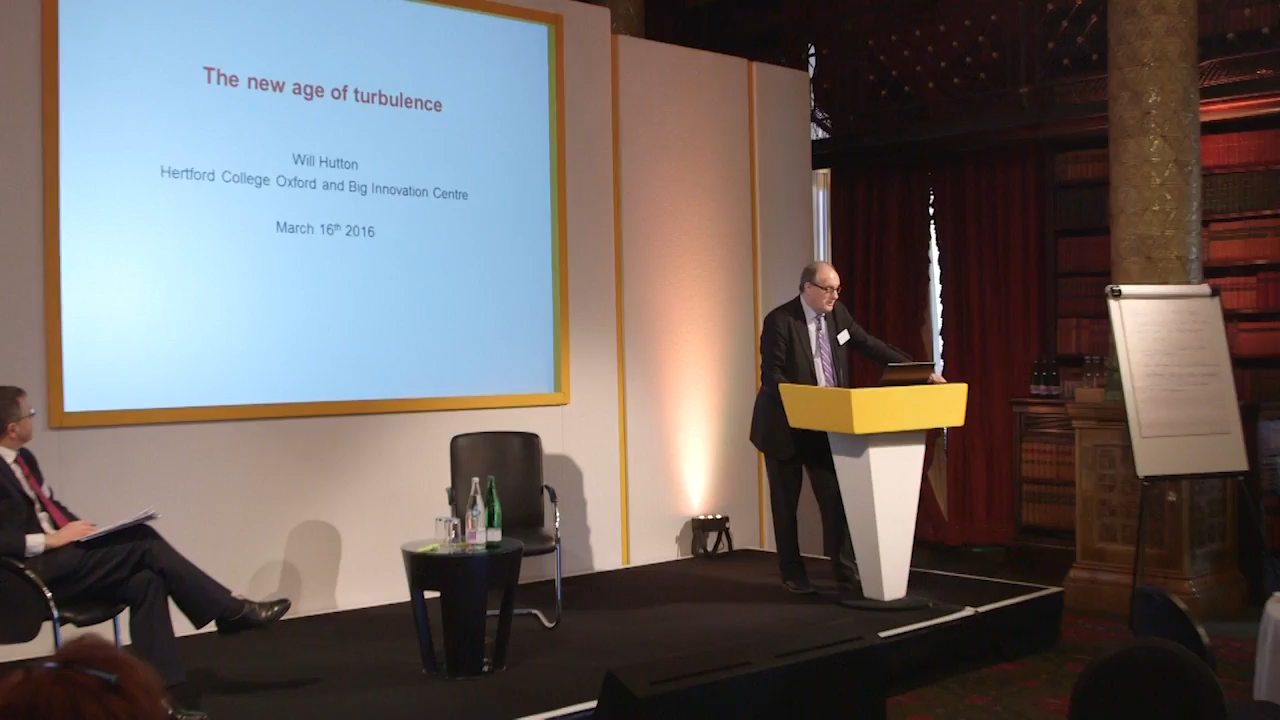 The new age of turbulence
Will Hutton
Hertford College Oxford and Big Innovation Centre
March 16th 2016